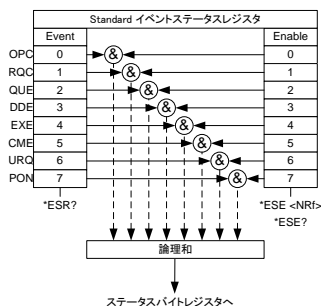 Standard イベントステータスレジスタ
Event Enable
OPC 0 & 0
RQC 1 & 1
QUE 2 & 2
DDE 3 & 3
EXE 4 & 4
CME 5 & 5
URQ 6 & 6
PON 7 & 7
*ESR? *ESE <NRf>
*ESE?
論理和
ステータスバイトレジスタへ